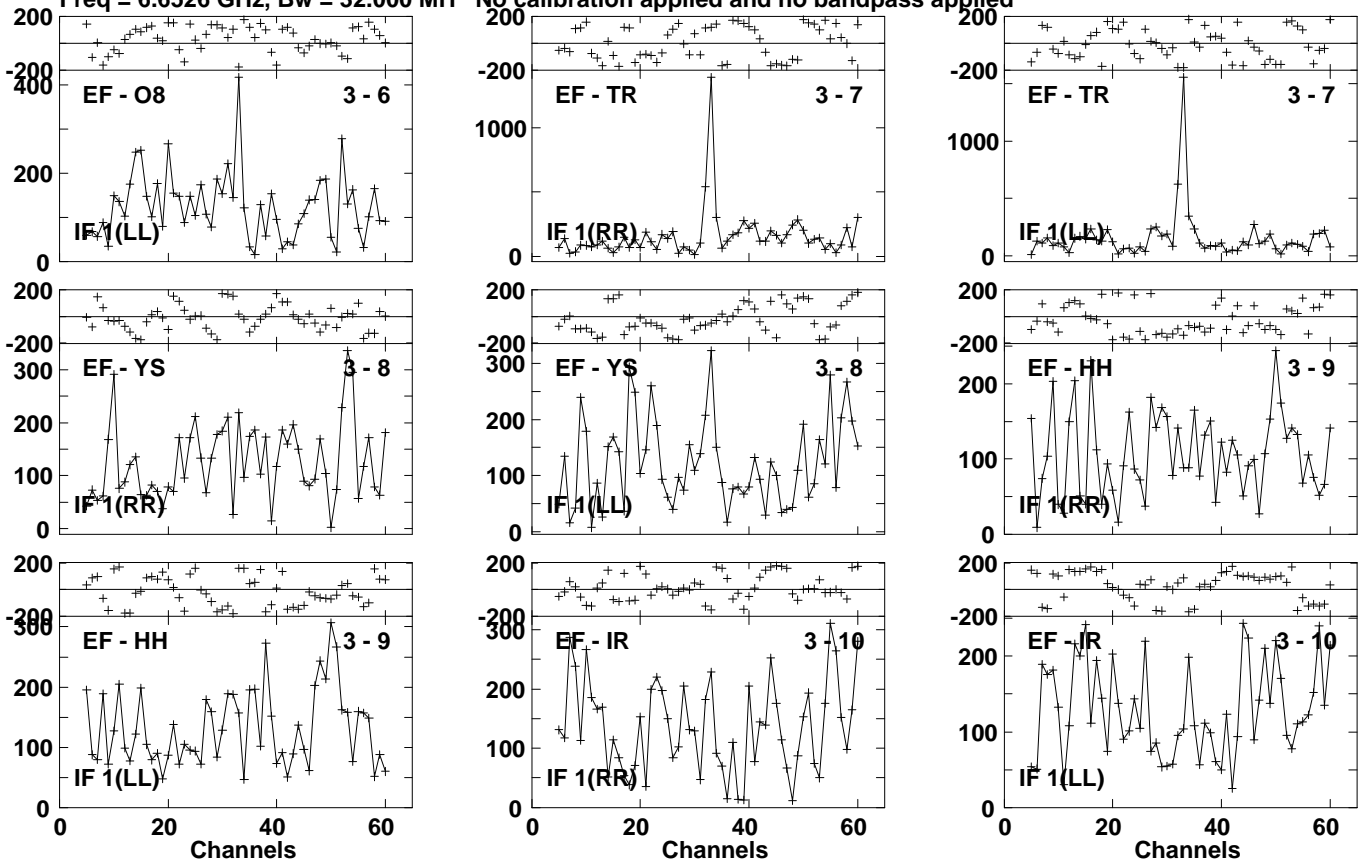 Freq = 6.6526 GHz, Bw = 32.000 MH No calibration applied and no bandpass applied
200 200 200
-200 -200 -200
400
EF - O8 3 - 6 EF - TR 3 - 7 EF - TR 3 - 7
1000 1000
200
IF 1(LL) IF 1(RR) IF 1(LL)
0 0 0
200 200 200
-200 -200 -200
EF - YS 3 - 8 EF - YS 3 - 8 EF - HH 3 - 9
300 300
200 200 200
100 100 100
IF 1(RR) IF 1(LL) IF 1(RR)
0 0 0
200 200 200
-200 -200 -200
300 300
EF - HH 3 - 9 EF - IR 3 - 10 EF - IR 3 - 10
200 200 200
100 100 100
IF 1(LL) IF 1(RR) IF 1(LL)
0 0 0
0 20 40 60 0 20 40 60 0 20 40 60
Channels Channels Channels